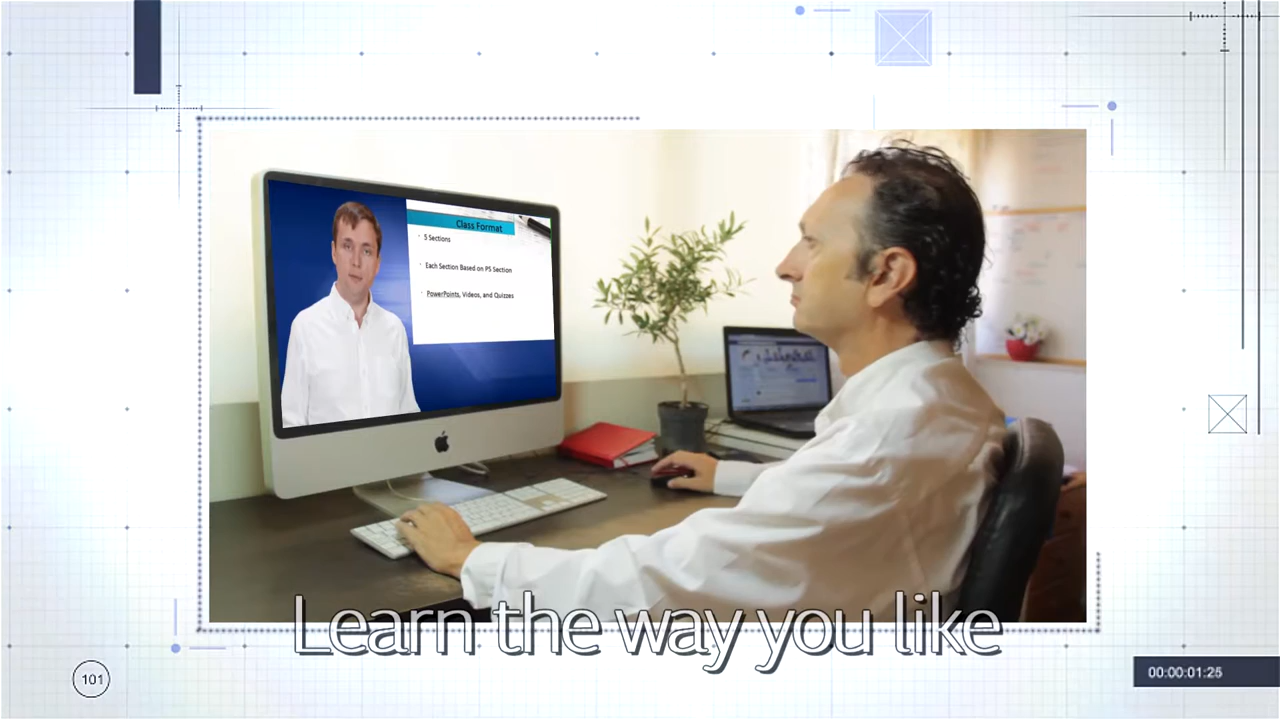 Class Format
5 Sections
Each Section Based on P5 Section
PowerPoints, Videos, and Quizzes
Learn the way you like
101
00:00:01:25